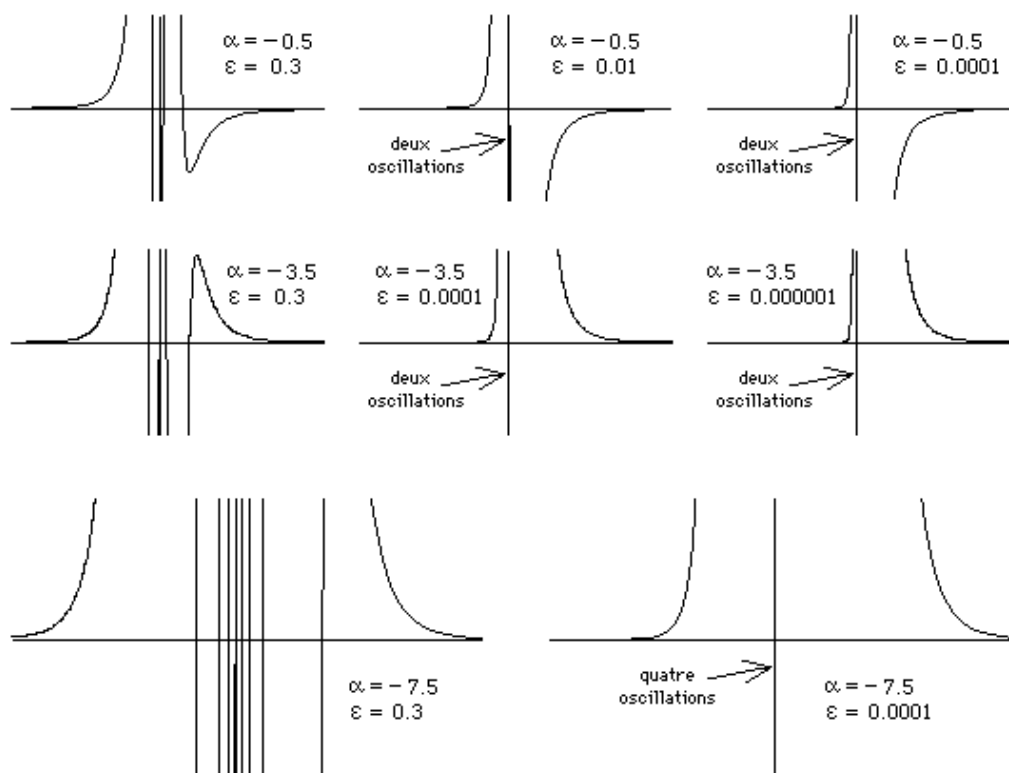 α = −0.5
ε = 0.3
α = −0.5
ε = 0.01
α = −0.5
ε = 0.0001
deux
oscillations
deux
oscillations
α = −3.5
ε = 0.3
α = −3.5
ε = 0.0001
α = −3.5
ε = 0.000001
deux
oscillations
deux
oscillations
α = − 7.5
ε = 0.3
quatre
oscillations
α = − 7.5
ε = 0.0001